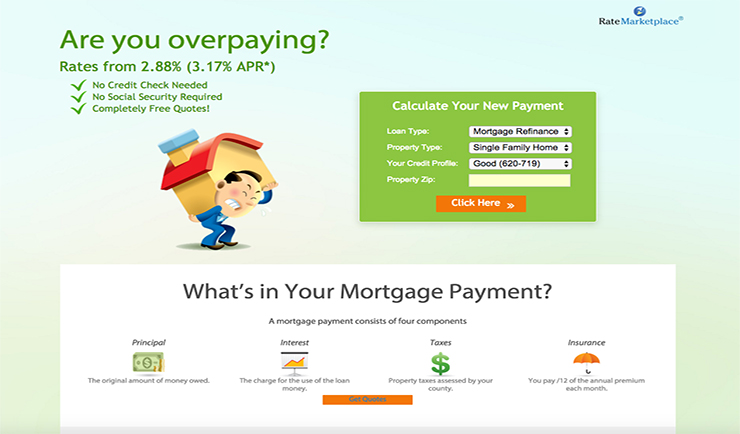 RateMarketplace®
Are you overpaying?
Rates from 2.88% (3.17% APR*)
No Credit Check Needed
No Social Security Required
Completely Free Quotes!
Calculate Your New Payment
Loan Type: Mortgage Refinance
Property Type: Single Family Home
Your Credit Profile: Good (620-719)
Property Zip:
Click Here »
What's in Your Mortgage Payment?
A mortgage payment consists of four components
Principal
The original amount of money owed.
Interest
The charge for the use of the loan
money.
Taxes
Property taxes assessed by your
county.
Insurance
You pay /12 of the annual premium
each month.
Get Quotes